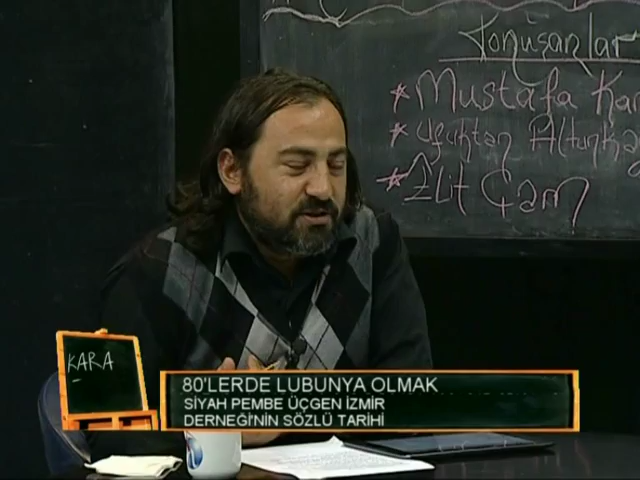 Konuşanlar
* Mustafa Kar
* Ufuktan Altunka
* Elit Çam
KARA
80'LERDE LUBUNYA OLMAK
SİYAH PEMBE ÜÇGEN İZMİR
DERNEĞİ'NİN SÖZLÜ TARİHİ